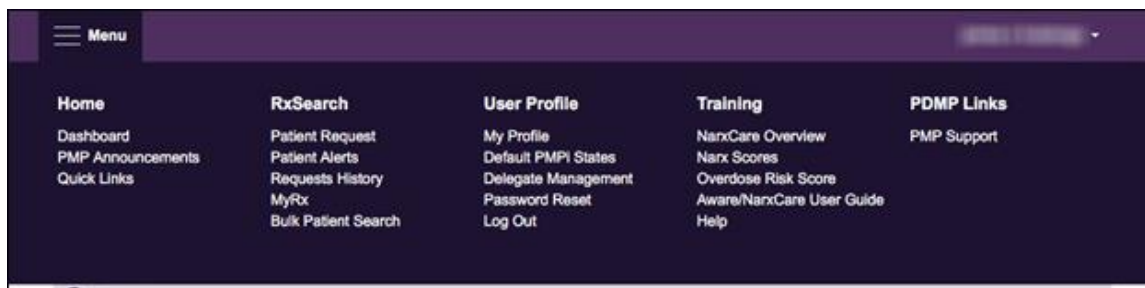 Menu
Home
Dashboard
PMP Announcements
Quick Links
RxSearch
Patient Request
Patient Alerts
Requests History
MyRx
Bulk Patient Search
User Profile
My Profile
Default PMPi States
Delegate Management
Password Reset
Log Out
Training
NarxCare Overview
Narx Scores
Overdose Risk Score
Aware/NarxCare User Guide
Help
PDMP Links
PMP Support